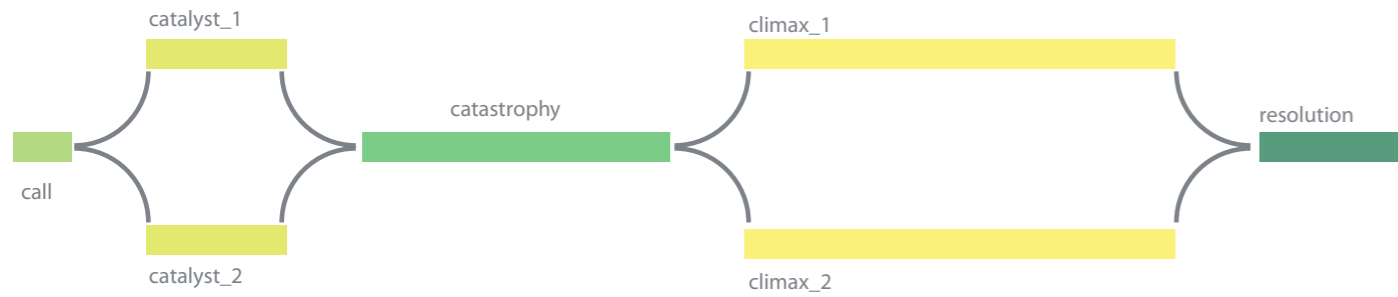 catalyst_1
climax_1
catastrophy
resolution
call
catalyst_2
climax_2